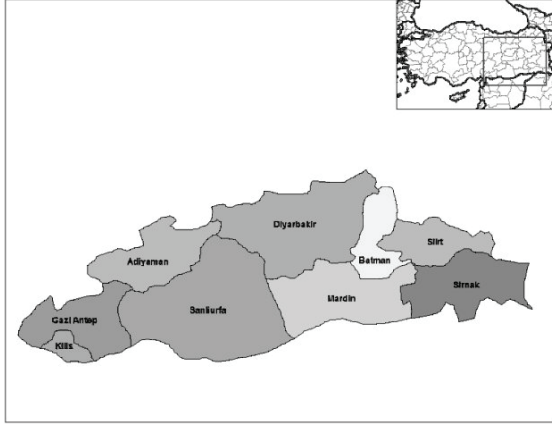 Diyarbakir
Siirt
Batman
Adiyaman
Sirnak
Mardin
Sanliurfa
Gazi Antep
Kilis